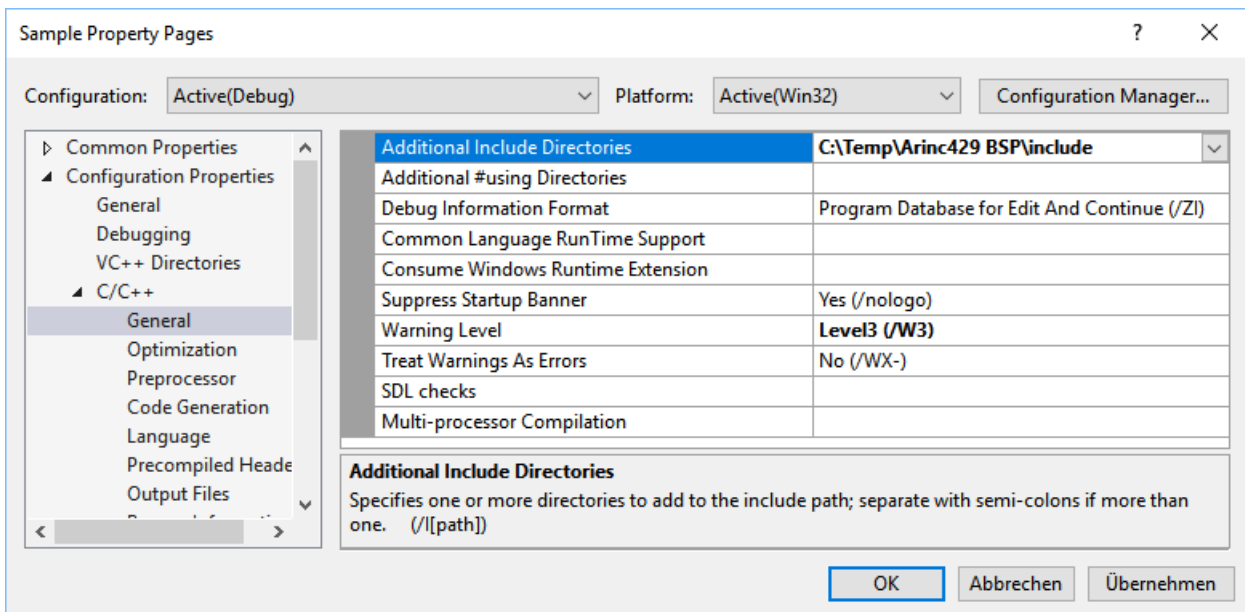 Sample Property Pages ? ×
Configuration: Active(Debug) Platform: Active(Win32) Configuration Manager...
Common Properties
Configuration Properties
General
Debugging
VC++ Directories
C/C++
General
Optimization
Preprocessor
Code Generation
Language
Precompiled Heade
Output Files
Additional Include Directories C:\Temp\Arinc429 BSP\include
Additional #using Directories
Debug Information Format Program Database for Edit And Continue (/ZI)
Common Language RunTime Support
Consume Windows Runtime Extension
Suppress Startup Banner Yes (/nologo)
Warning Level Level3 (/W3)
Treat Warnings As Errors No (/WX-)
SDL checks
Multi-processor Compilation
Additional Include Directories
Specifies one or more directories to add to the include path; separate with semi-colons if more than
one. (/I[path])
OK Abbrechen Übernehmen